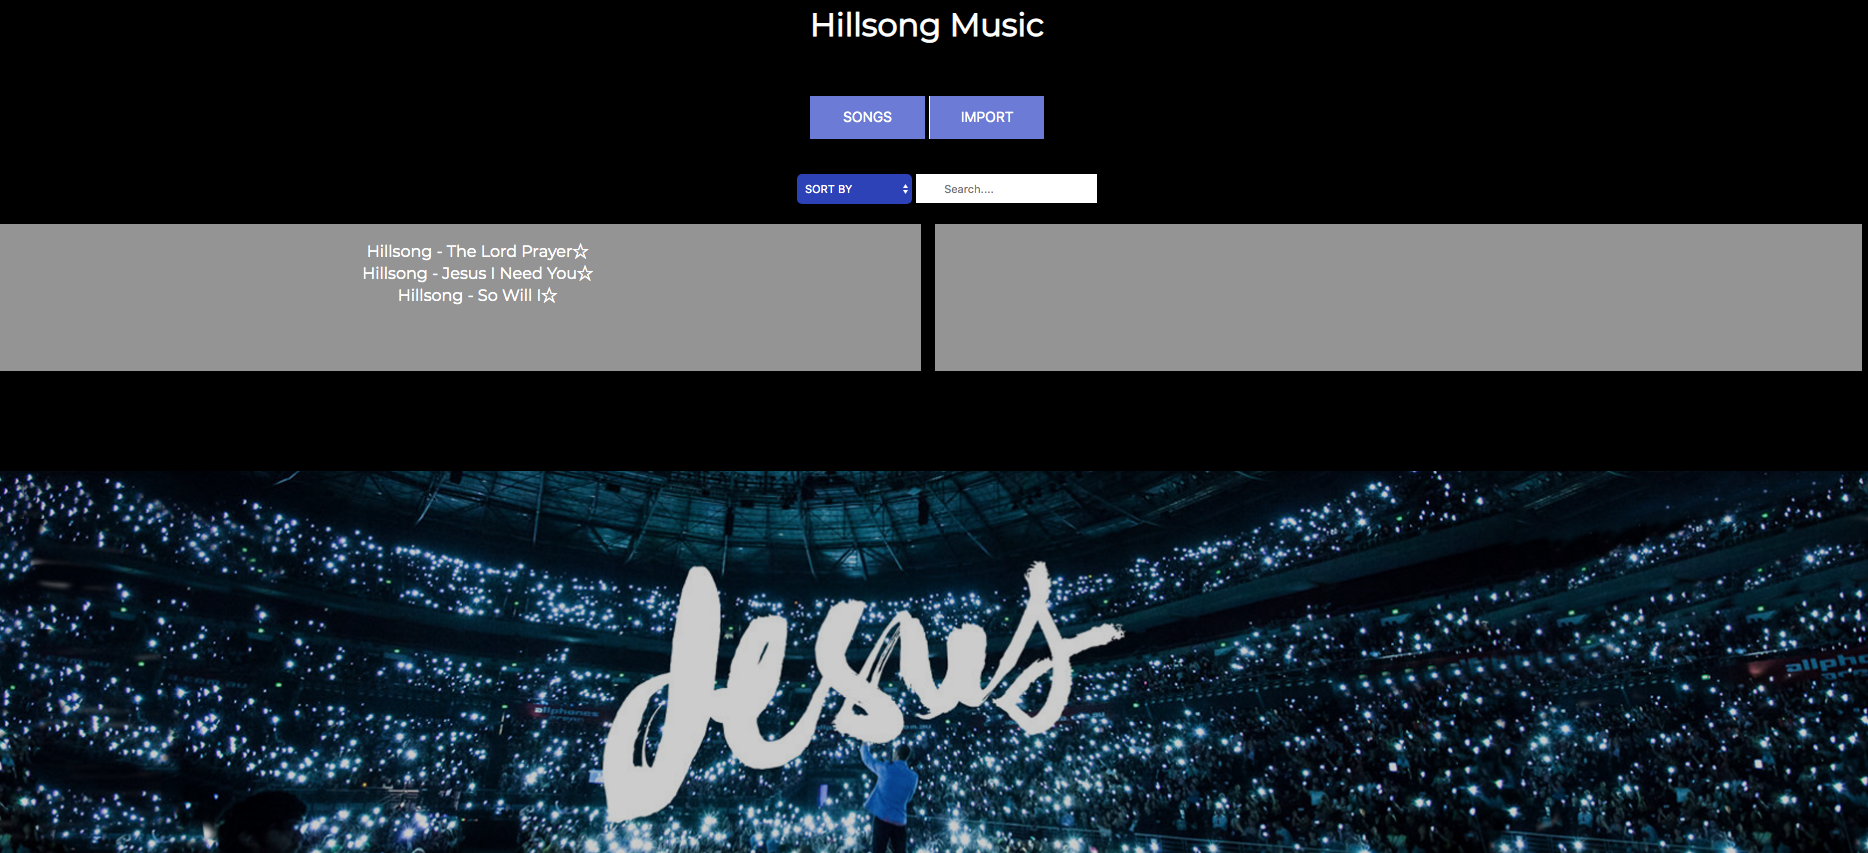 Hillsong Music
SONGS IMPORT
SORT BY Search....
Hillsong - The Lord Prayer☆
Hillsong - Jesus I Need You☆
Hillsong - So Will I☆
Jesus
allphones